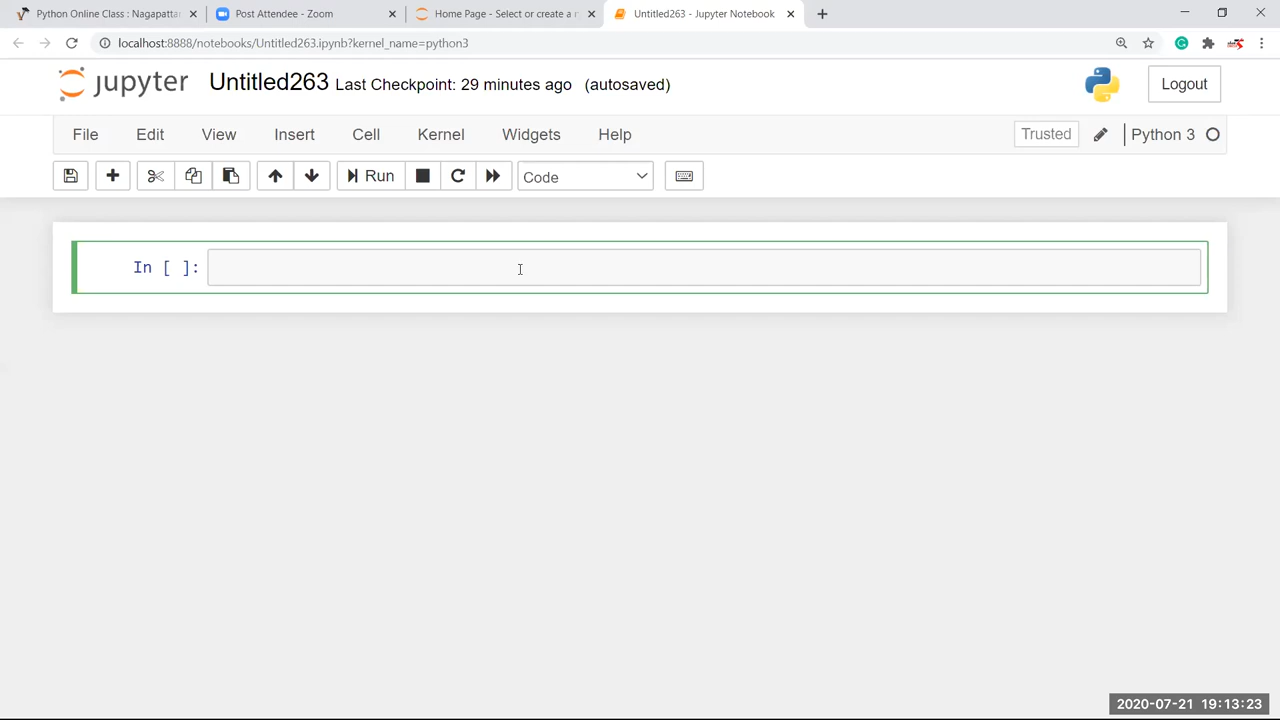 Python Online Class : Nagapattan
Post Attendee - Zoom
Home Page - Select or create a n
Untitled263 - Jupyter Notebook
localhost:8888/notebooks/Untitled263.ipynb?kernel_name=python3
jupyter Untitled263 Last Checkpoint: 29 minutes ago (autosaved)
Logout
File Edit View Insert Cell Kernel Widgets Help
Trusted Python 3
Run Code
In [ ]:
2020-07-21 19:13:23